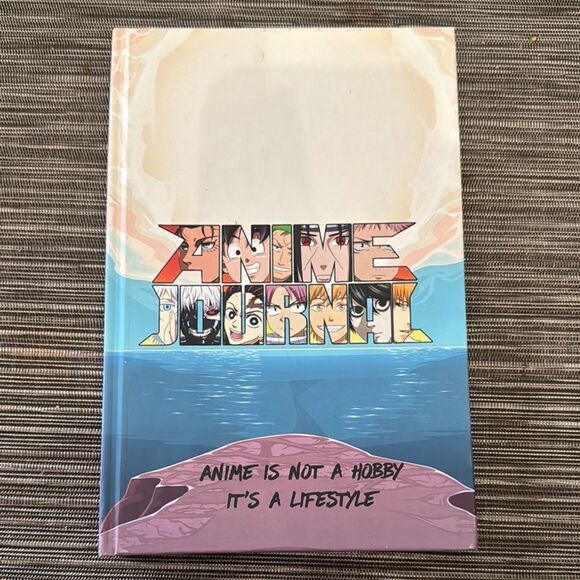 ANIME
JOURNAL
ANIME IS NOT A HOBBY
IT'S A LIFESTYLE